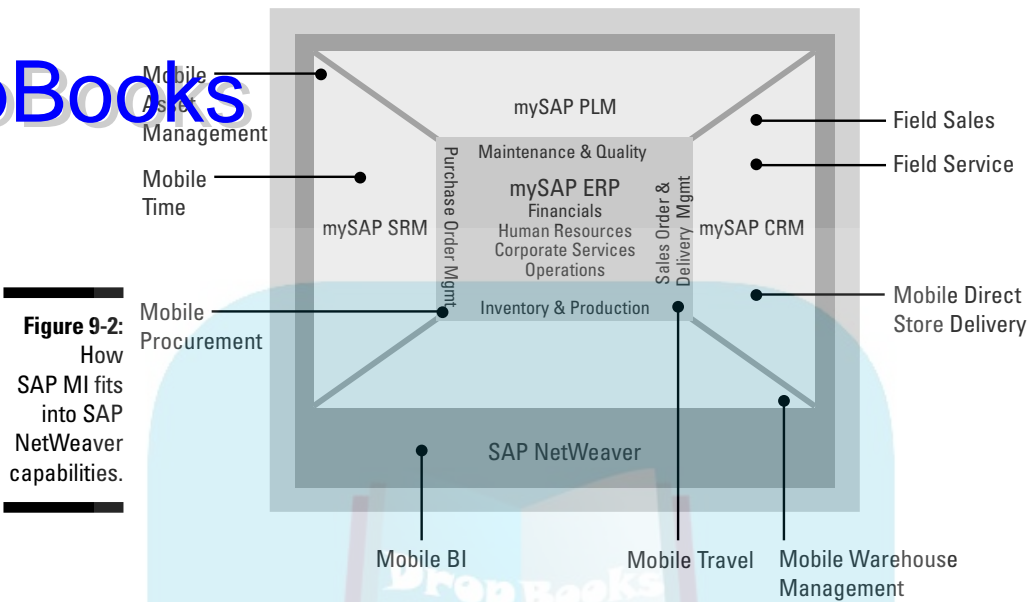 pBooks
Mobile
Asset
Management
mySAP PLM
Field Sales
Maintenance & Quality
Field Service
Mobile
Time
Purchase Order Mgmt
mySAP ERP
Financials
Human Resources
Corporate Services
Operations
Sales Order &
Delivery Mgmt
mySAP SRM
mySAP CRM
Inventory & Production
Mobile
Procurement
Mobile Direct
Store Delivery
Figure 9-2:
How
SAP MI fits
into SAP
NetWeaver
capabilities.
SAP NetWeaver
Mobile BI
Mobile Travel
Mobile Warehouse
Management
DropBooks